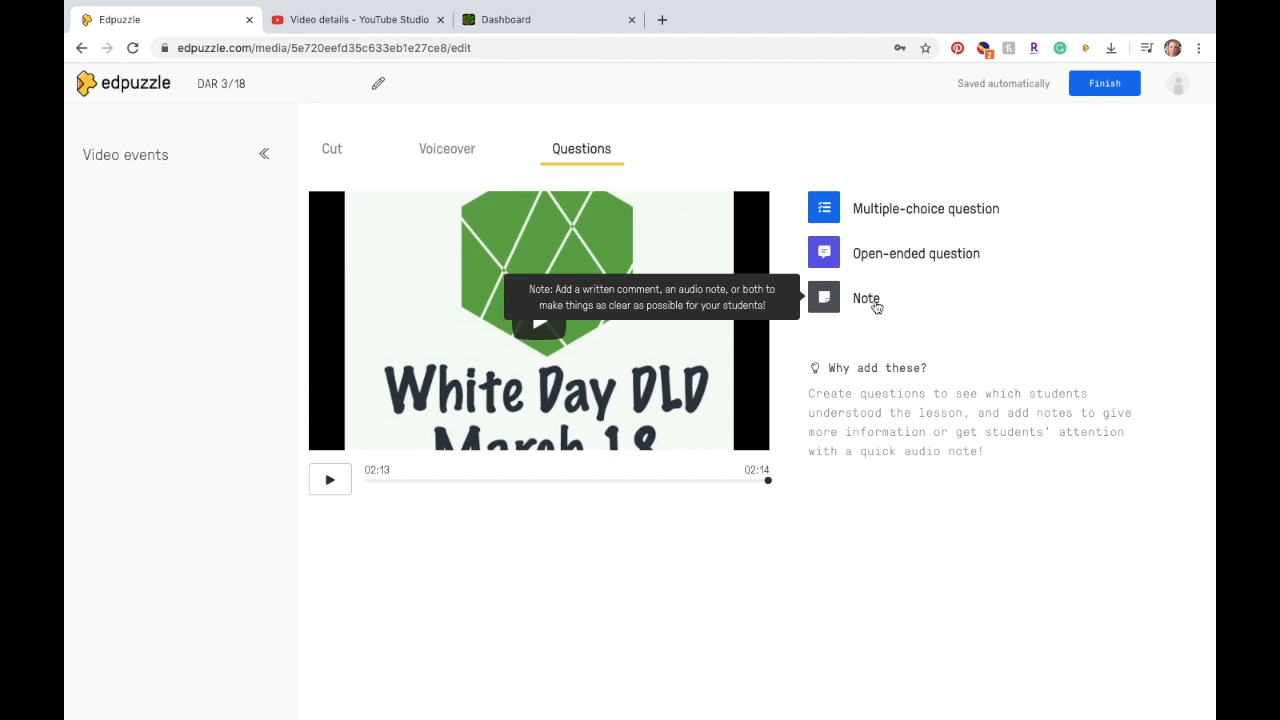 Edpuzzle
Video details - YouTube Studio
Dashboard
edpuzzle.com/media/5e720eefd35c633eb1e27ce8/edit
2
edpuzzle
DAR 3/18
Saved automatically
Finish
Video events
Cut
Voiceover
Questions
Multiple-choice question
Open-ended question
Note
Note: Add a written comment, an audio note, or both to
make things as clear as possible for your students!
White Day DLD
March 18
Why add these?
Create questions to see which students
understood the lesson, and add notes to give
more information or get students' attention
with a quick audio note!
02:13
02:14